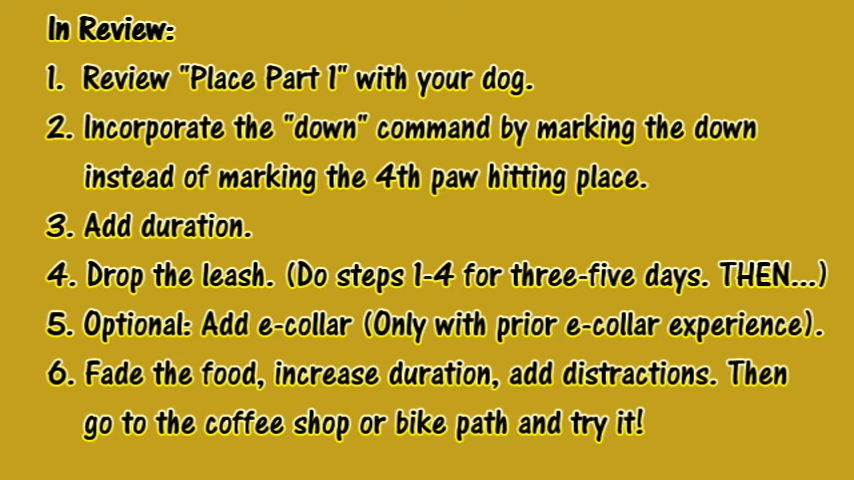 In Review:
1. Review "Place Part 1" with your dog.
2. Incorporate the "down" command by marking the down
instead of marking the 4th paw hitting place.
3. Add duration.
4. Drop the leash. (Do steps 1-4 for three-five days. THEN...)
5. Optional: Add e-collar (Only with prior e-collar experience).
6. Fade the food, increase duration, add distractions. Then
go to the coffee shop or bike path and try it!